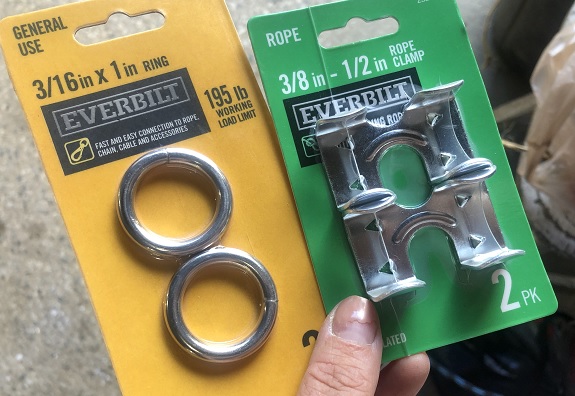 GENERAL
USE
3/16in x 1in RING
EVERBILT
195 lb
WORKING
LOAD LIMIT
FAST AND EASY CONNECTION TO ROPE,
CHAIN, CABLE AND ACCESSORIES
ROPE
3/8 in - 1/2 in ROPE
CLAMP
EVERBILT
2 PK